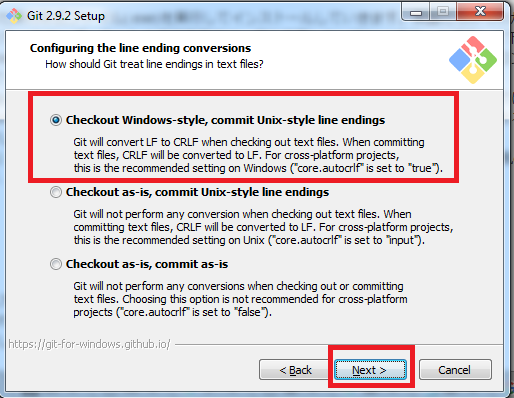 Git 2.9.2 Setup
Configuring the line ending conversions
How should Git treat line endings in text files?
Checkout Windows-style, commit Unix-style line endings
Git will convert LF to CRLF when checking out text files. When committing
text files, CRLF will be converted to LF. For cross-platform projects,
this is the recommended setting on Windows ("core.autocrlf" is set to "true").
Checkout as-is, commit Unix-style line endings
Git will not perform any conversion when checking out text files. When
committing text files, CRLF will be converted to LF. For cross-platform projects,
this is the recommended setting on Unix ("core.autocrlf" is set to "input").
Checkout as-is, commit as-is
Git will not perform any conversions when checking out or committing
text files. Choosing this option is not recommended for cross-platform
projects ("core.autocrlf" is set to "false").
https://git-for-windows.github.io/
< Back
Next >
Cancel